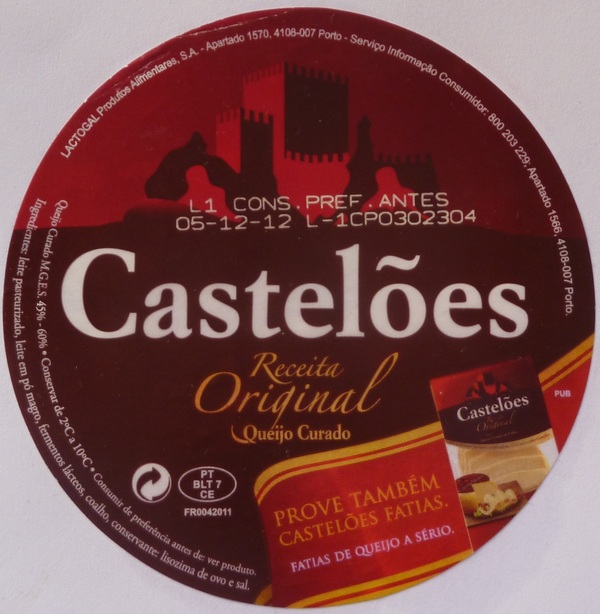 LACTOGAL Produtos Alimentares, S.A. - Apartado 1570, 4108-007 Porto - Serviço Informação Consumidor: 800 203 229, Apartado 1566, 4108-007 Porto.
L1 CONS.PREF.ANTES
05-12-12 L-1CP0302304
Castelões
Receita
Original
Queijo Curado
Castelões
Original
PUB
PROVE TAMBÉM
CASTELÕES FATIAS.
FATIAS DE QUEIJO A SÉRIO.
PT
BLT 7
CE
FR0042011
Queijo Curado M.G.E.S. 45% - 60% • Conservar de 2ºC a 10ºC • Consumir de preferência antes de: ver produto.
Ingredientes: leite pasteurizado, leite em pó magro, fermentos lácteos, coalho, conservante: lisozima de ovo e sal.